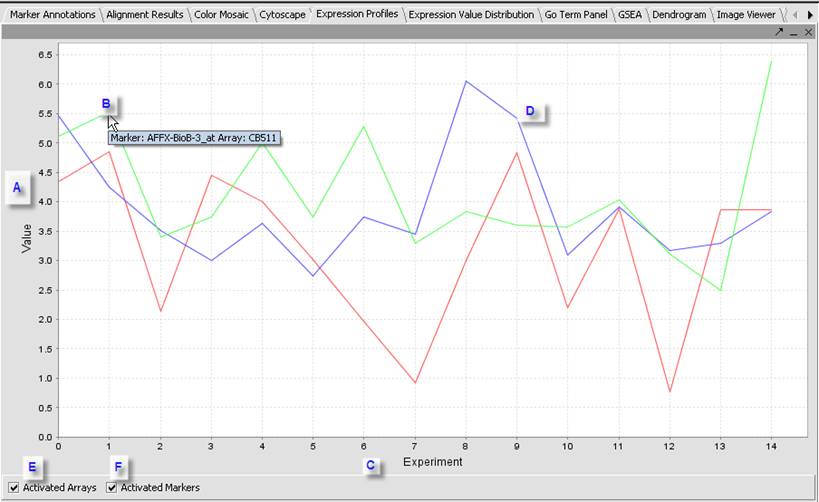 Marker Annotations Alignment Results Color Mosaic Cytoscape Expression Profiles Expression Value Distribution Go Term Panel GSEA Dendrogram Image Viewer
6.5
6.0
B
5.5
D
Marker: AFFX-BioB-3_at Array: CB511
5.0
4.5
A
4.0
3.5
Value
3.0
2.5
2.0
1.5
1.0
0.5
0.0
0 1 2 3 4 5 6 7 8 9 10 11 12 13 14
Experiment
E F C
Activated Arrays Activated Markers